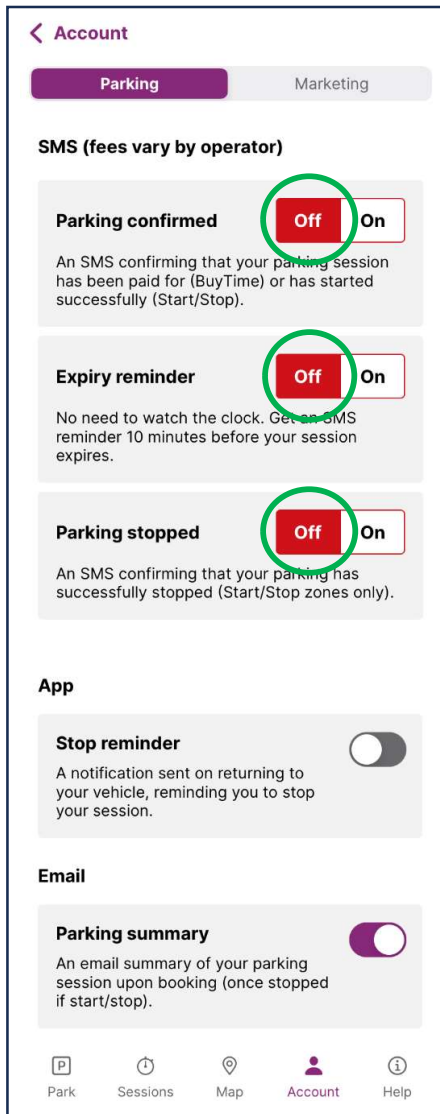 Account
Parking Marketing
SMS (fees vary by operator)
Parking confirmed Off On
An SMS confirming that your parking session
has been paid for (BuyTime) or has started
successfully (Start/Stop).
Expiry reminder Off On
No need to watch the clock. Get an SMS
reminder 10 minutes before your session
expires.
Parking stopped Off On
An SMS confirming that your parking has
successfully stopped (Start/Stop zones only).
App
Stop reminder
A notification sent on returning to
your vehicle, reminding you to stop
your session.
Email
Parking summary
An email summary of your parking
session upon booking (once stopped
if start/stop).
P
Park Sessions Map Account Help